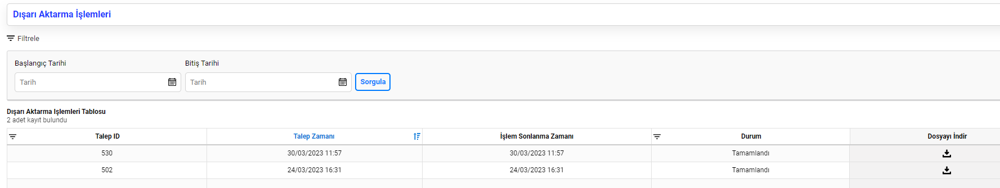 Dışarı Aktarma İşlemleri
Filtrele
Başlangıç Tarihi Bitiş Tarihi
Tarih Tarih Sorgula
Dışarı Aktarma Işlemleri Tablosu
2 adet kayıt bulundu
Talep ID Talep Zamanı İşlem Sonlanma Zamanı Durum Dosyayı İndir
530 30/03/2023 11:57 30/03/2023 11:57 Tamamlandı
502 24/03/2023 16:31 24/03/2023 16:31 Tamamlandı